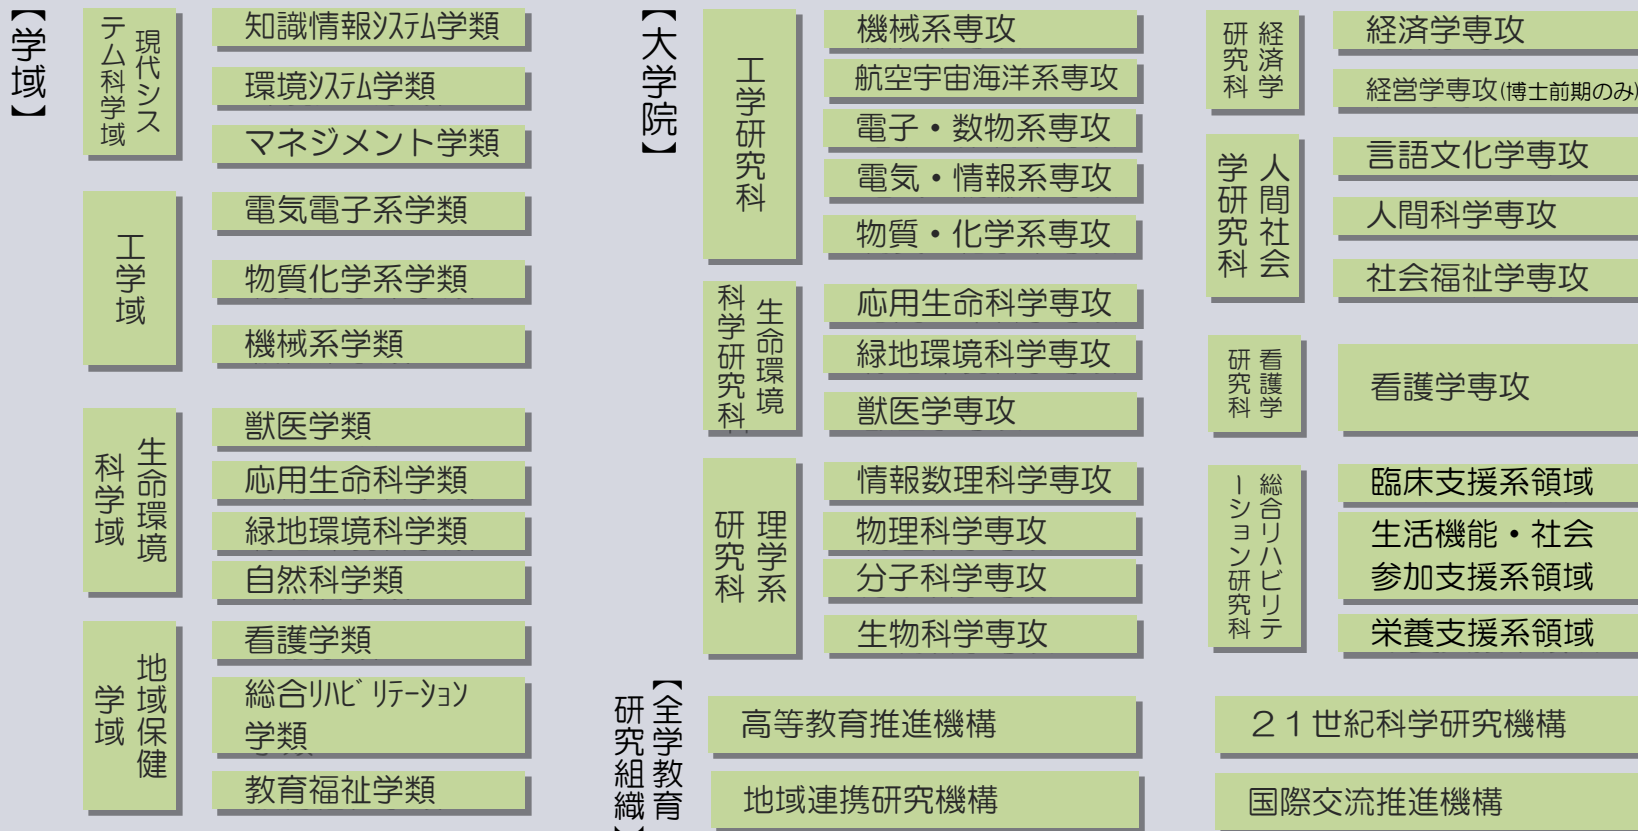 【学域】
現代シス
テム科学域
知識情報ｼｽﾃﾑ学類
環境ｼｽﾃﾑ学類
マネジメント学類
工学域
電気電子系学類
物質化学系学類
機械系学類
生命環境
科学域
獣医学類
応用生命科学類
緑地環境科学類
自然科学類
地域保健
学域
看護学類
総合ﾘﾊﾋﾞﾘﾃｰｼｮﾝ
学類
教育福祉学類
【大学院】
工学研究科
機械系専攻
航空宇宙海洋系専攻
電子・数物系専攻
電気・情報系専攻
物質・化学系専攻
生命環境
科学研究科
応用生命科学専攻
緑地環境科学専攻
獣医学専攻
理学系
研究科
情報数理科学専攻
物理科学専攻
分子科学専攻
生物科学専攻
経済学
研究科
経済学専攻
経営学専攻(博士前期のみ)
人間社会
学研究科
言語文化学専攻
人間科学専攻
社会福祉学専攻
看護学
研究科
看護学専攻
総合リハビリテ
ーション研究科
臨床支援系領域
生活機能・社会
参加支援系領域
栄養支援系領域
【全学教育
研究組織】
高等教育推進機構
２１世紀科学研究機構
地域連携研究機構
国際交流推進機構